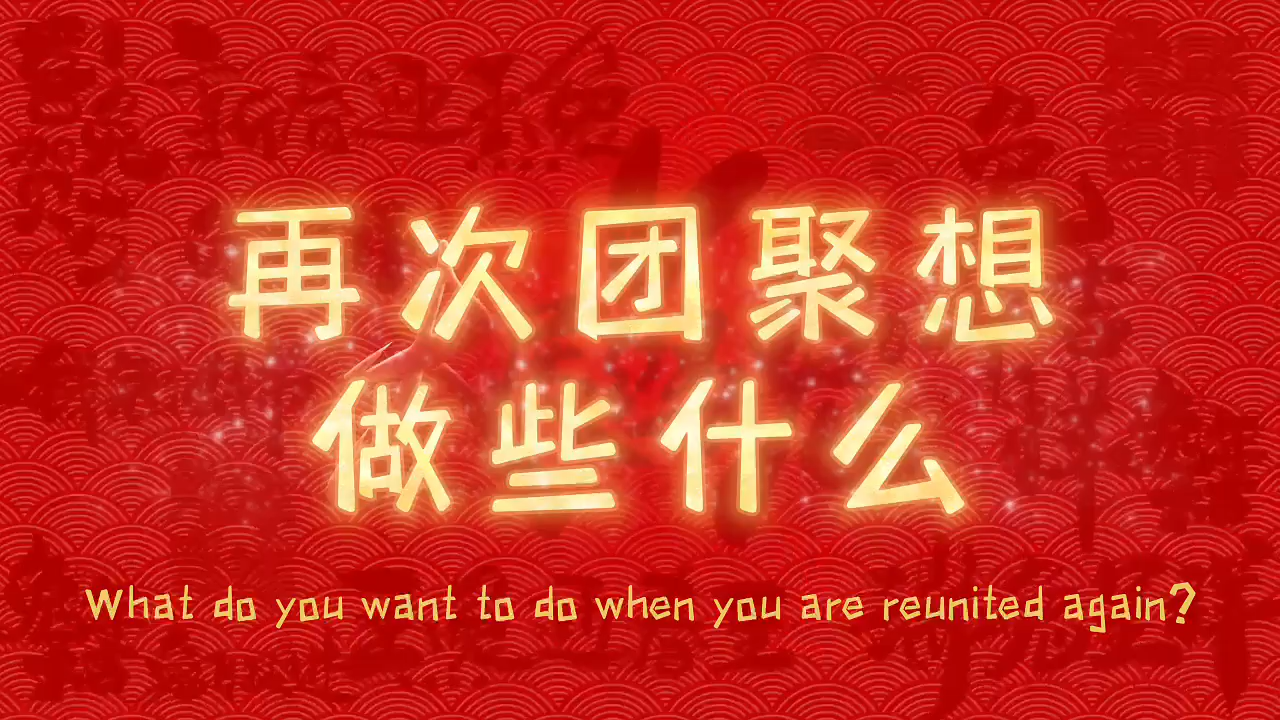 再次团聚想
做些什么
What do you want to do when you are reunited again?